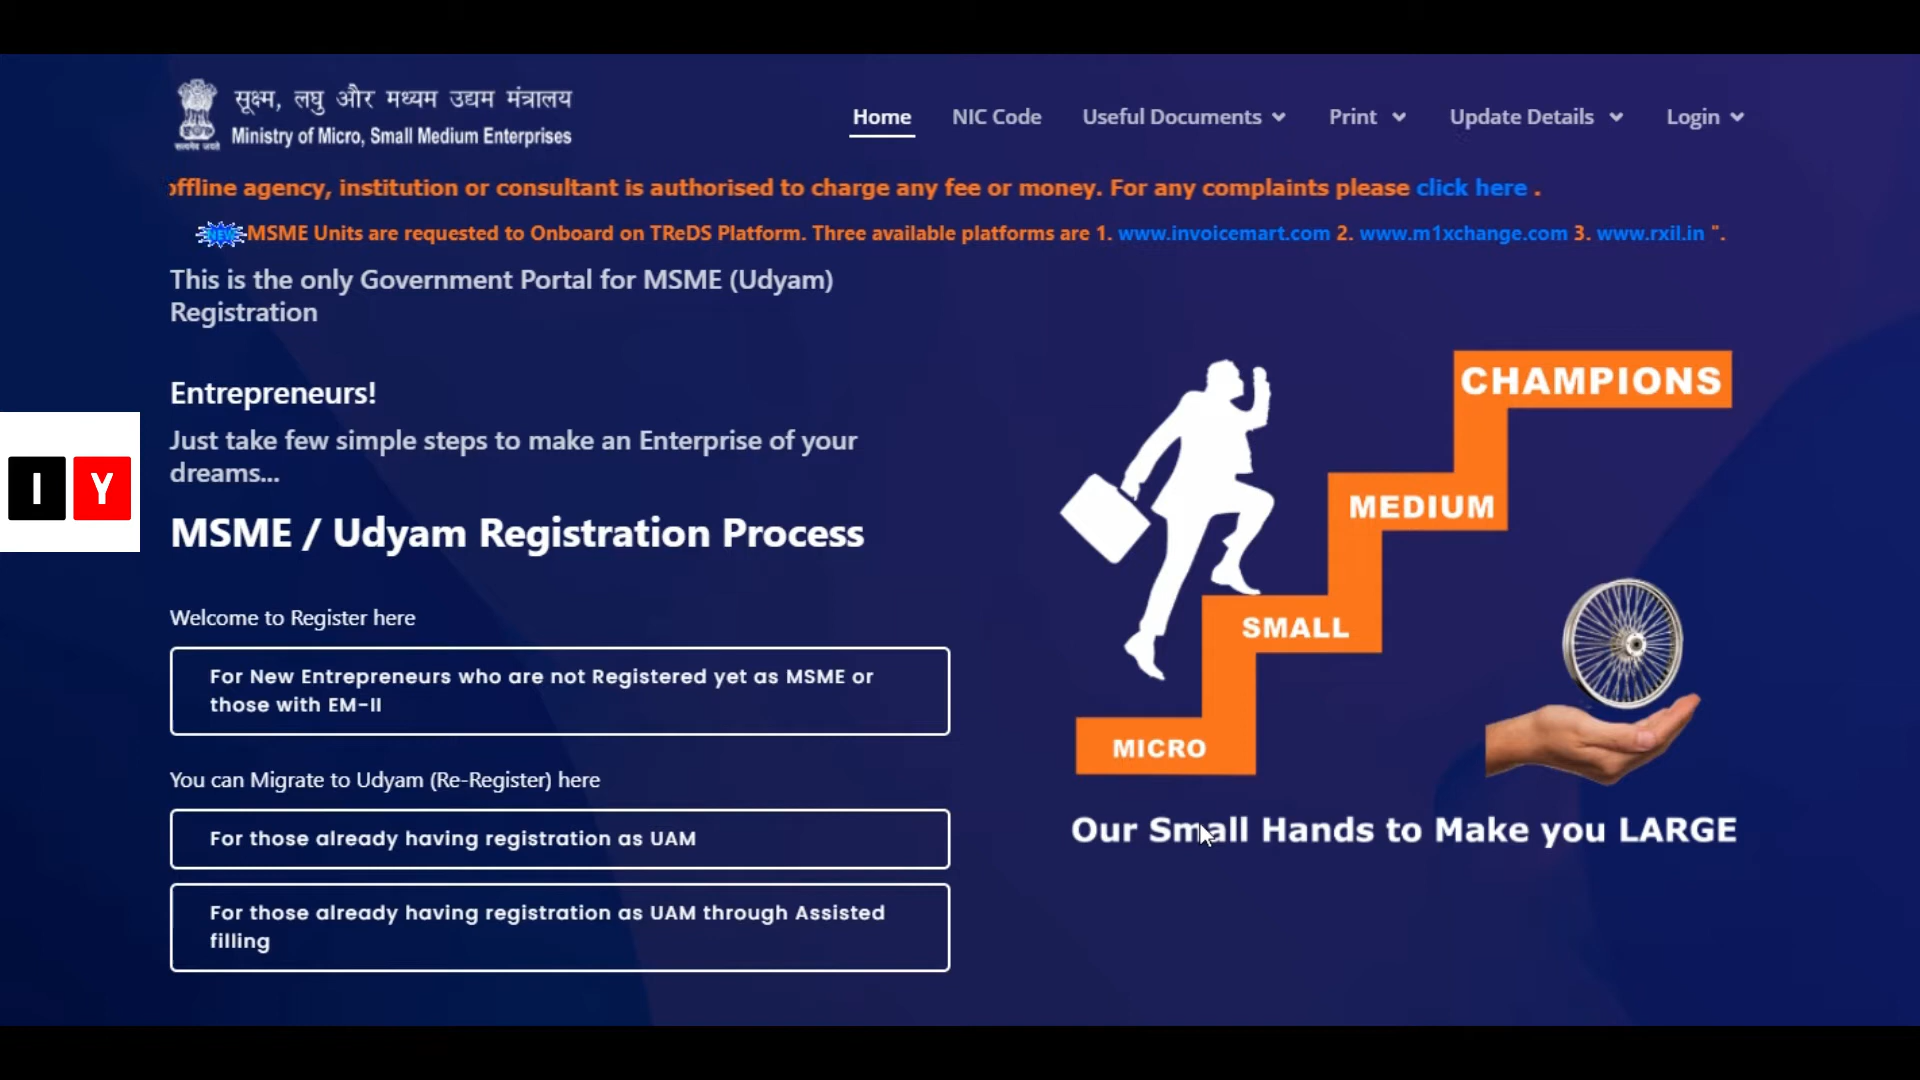 सूक्ष्म, लघु और मध्यम उद्यम मंत्रालय
Ministry of Micro, Small Medium Enterprises
सत्यमेव जयते
Home NIC Code Useful Documents Print Update Details Login
offline agency, institution or consultant is authorised to charge any fee or money. For any complaints please click here .
NEW MSME Units are requested to Onboard on TReDS Platform. Three available platforms are 1. www.invoicemart.com 2. www.m1xchange.com 3. www.rxil.in ".
This is the only Government Portal for MSME (Udyam)
Registration
Entrepreneurs!
Just take few simple steps to make an Enterprise of your
dreams...
I Y
MSME / Udyam Registration Process
Welcome to Register here
For New Entrepreneurs who are not Registered yet as MSME or
those with EM-II
You can Migrate to Udyam (Re-Register) here
For those already having registration as UAM
For those already having registration as UAM through Assisted
filling
CHAMPIONS
MEDIUM
SMALL
MICRO
Our Small Hands to Make you LARGE